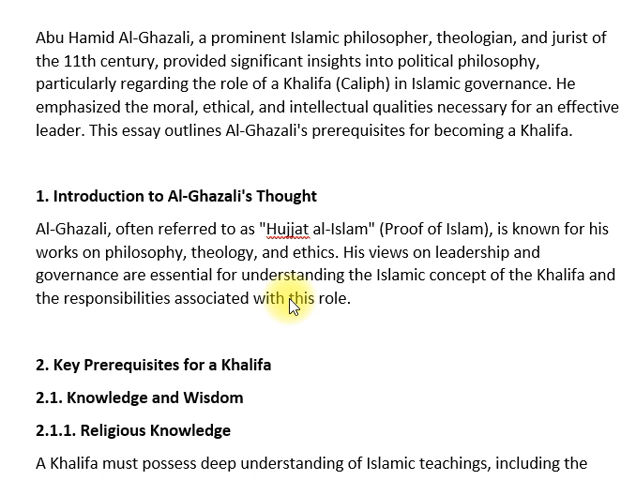 Abu Hamid Al-Ghazali, a prominent Islamic philosopher, theologian, and jurist of
the 11th century, provided significant insights into political philosophy,
particularly regarding the role of a Khalifa (Caliph) in Islamic governance. He
emphasized the moral, ethical, and intellectual qualities necessary for an effective
leader. This essay outlines Al-Ghazali's prerequisites for becoming a Khalifa.
1. Introduction to Al-Ghazali's Thought
Al-Ghazali, often referred to as "Hujjat al-Islam" (Proof of Islam), is known for his
works on philosophy, theology, and ethics. His views on leadership and
governance are essential for understanding the Islamic concept of the Khalifa and
the responsibilities associated with this role.
2. Key Prerequisites for a Khalifa
2.1. Knowledge and Wisdom
2.1.1. Religious Knowledge
A Khalifa must possess deep understanding of Islamic teachings, including the